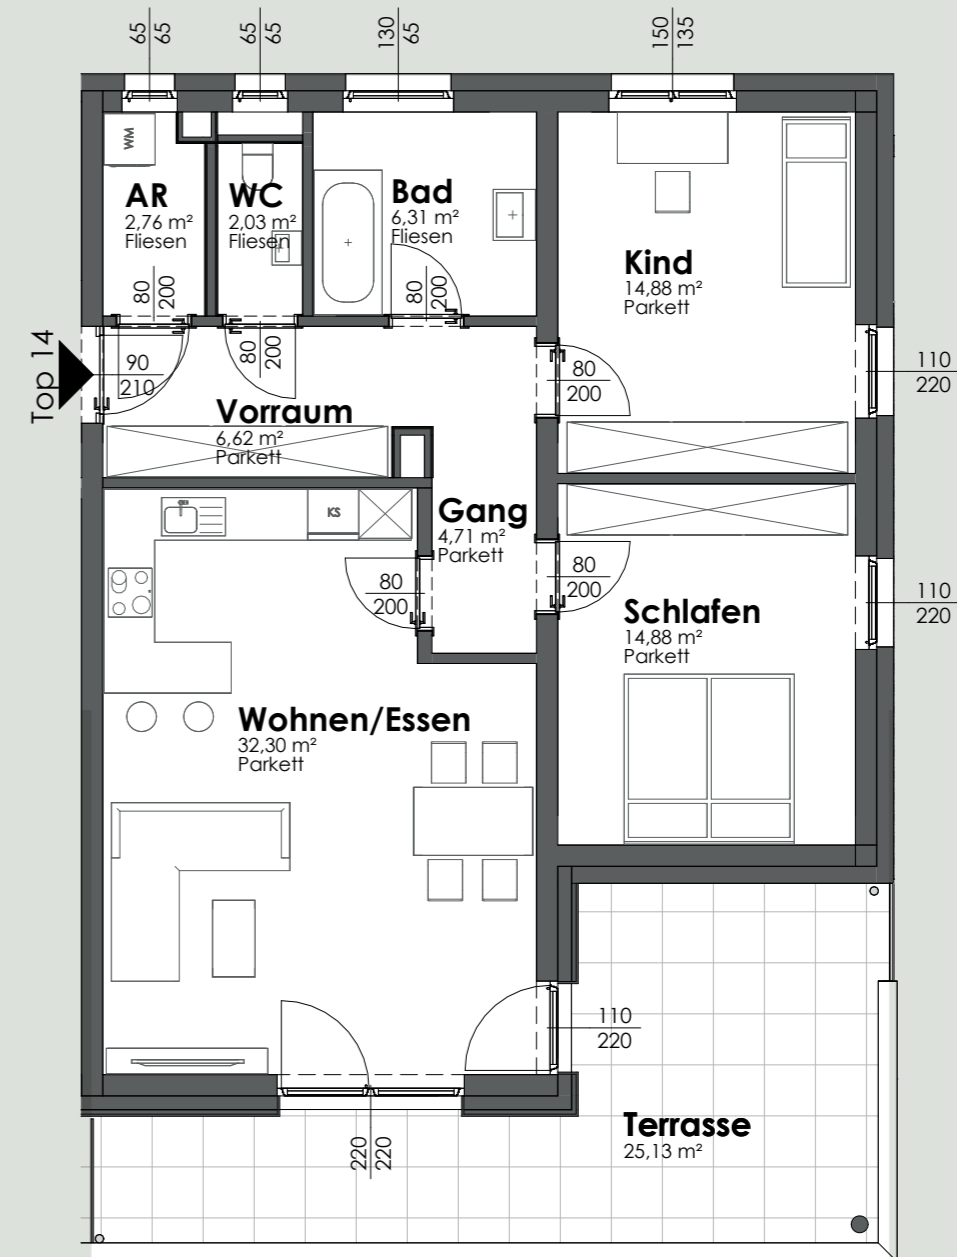 65
65
65
65
130
65
150
135
WM
AR
2,76 m²
Fliesen
80
200
WC
2,03 m²
Fliesen
80
200
Bad
6,31 m²
Fliesen
80
200
Kind
14,88 m²
Parkett
110
220
Top 14
90
210
80
200
Vorraum
6,62 m²
Parkett
KS
Gang
4,71 m²
Parkett
80
200
80
200
110
220
Schlafen
14,88 m²
Parkett
Wohnen/Essen
32,30 m²
Parkett
110
220
220
220
Terrasse
25,13 m²